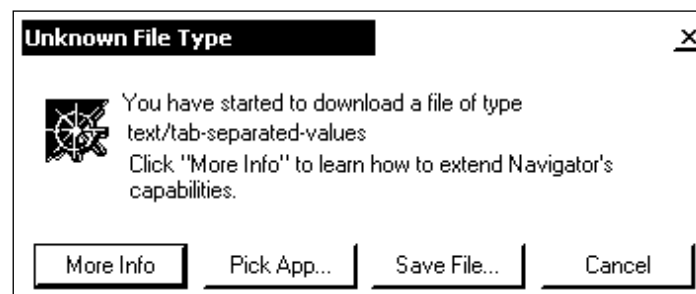 Unknown File Type
You have started to download a file of type
text/tab-separated-values
Click "More Info" to learn how to extend Navigator's
capabilities.
More Info
Pick App...
Save File...
Cancel